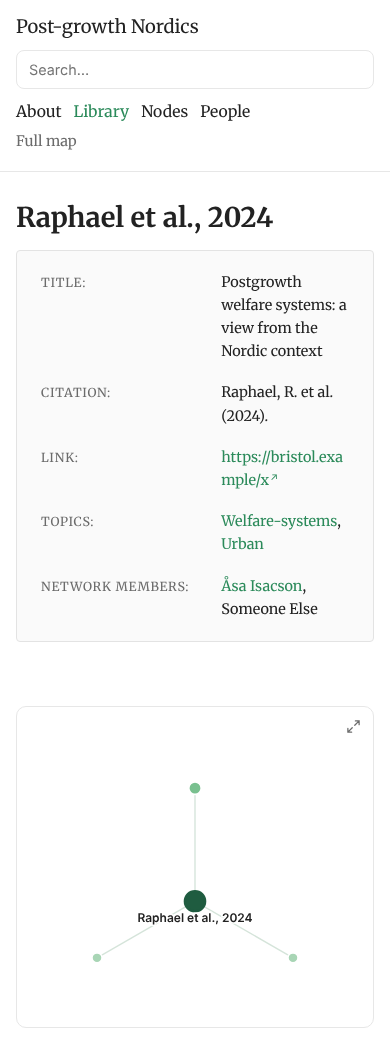 Post-growth Nordics
Search...
About Library Nodes People
Full map
Raphael et al., 2024
TITLE: Postgrowth
welfare systems: a
view from the
Nordic context
CITATION: Raphael, R. et al.
(2024).
LINK: https://bristol.exa
mple/x↗
TOPICS: Welfare-systems,
Urban
NETWORK MEMBERS: Åsa Isacson,
Someone Else
Raphael et al., 2024